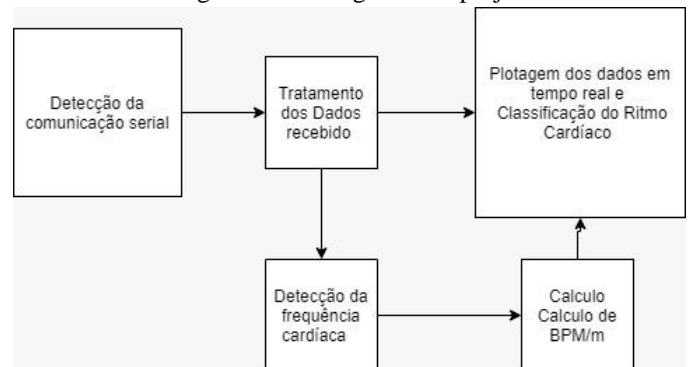 Detecção da
comunicação serial
Tratamento
dos Dados
recebido
Plotagem dos dados em
tempo real e
Classificação do Ritmo
Cardíaco
Detecção da
frequência
cardíaca
Calculo
Calculo de
BPM/m